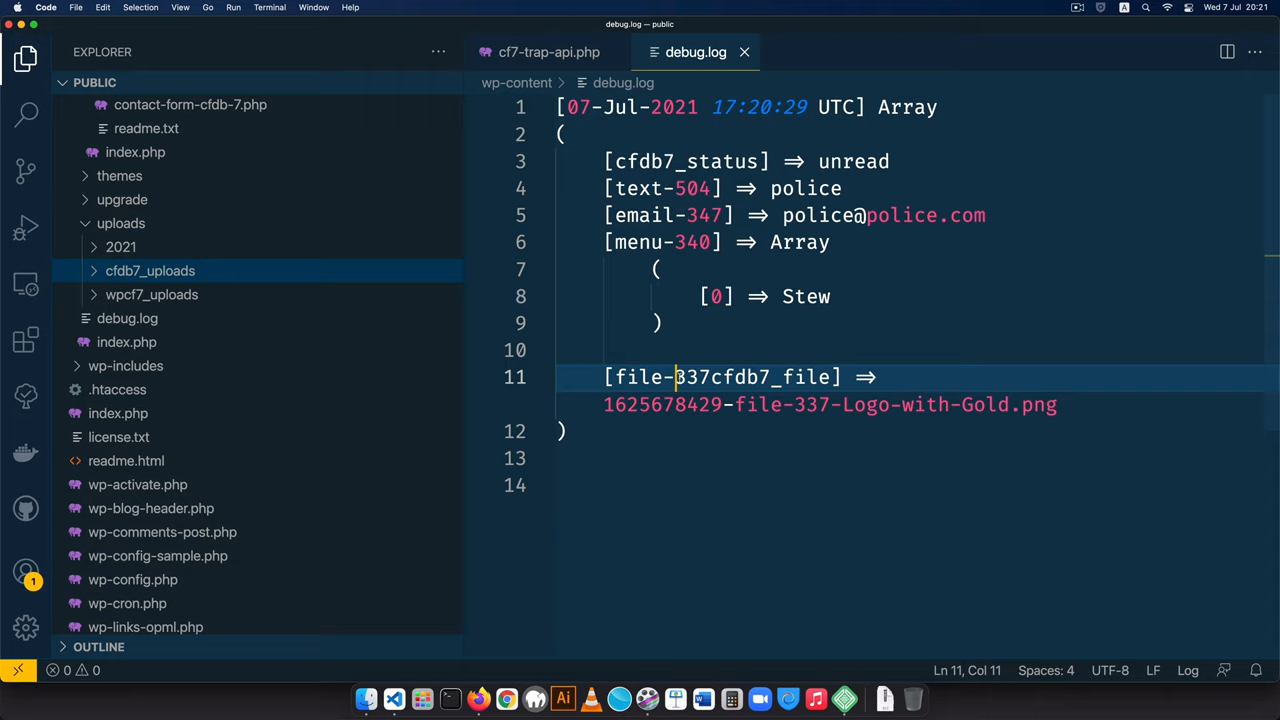 Code File Edit Selection View Go Run Terminal Window Help
A
Wed 7 Jul 20:21
debug.log — public
EXPLORER
PUBLIC
contact-form-cfdb-7.php
readme.txt
index.php
themes
upgrade
uploads
2021
cfdb7_uploads
wpcf7_uploads
debug.log
index.php
wp-includes
.htaccess
index.php
license.txt
readme.html
wp-activate.php
wp-blog-header.php
wp-comments-post.php
wp-config-sample.php
wp-config.php
wp-cron.php
wp-links-opml.php
OUTLINE
1
cf7-trap-api.php
debug.log
wp-content > debug.log
1 [07-Jul-2021 17:20:29 UTC] Array
2 (
3 [cfdb7_status] => unread
4 [text-504] => police
5 [email-347] => police@police.com
6 [menu-340] => Array
7 (
8 [0] => Stew
9 )
10
11 [file-337cfdb7_file] =>
1625678429-file-337-Logo-with-Gold.png
12 )
13
14
0 0
Ln 11, Col 11 Spaces: 4 UTF-8 LF Log
Ai
W